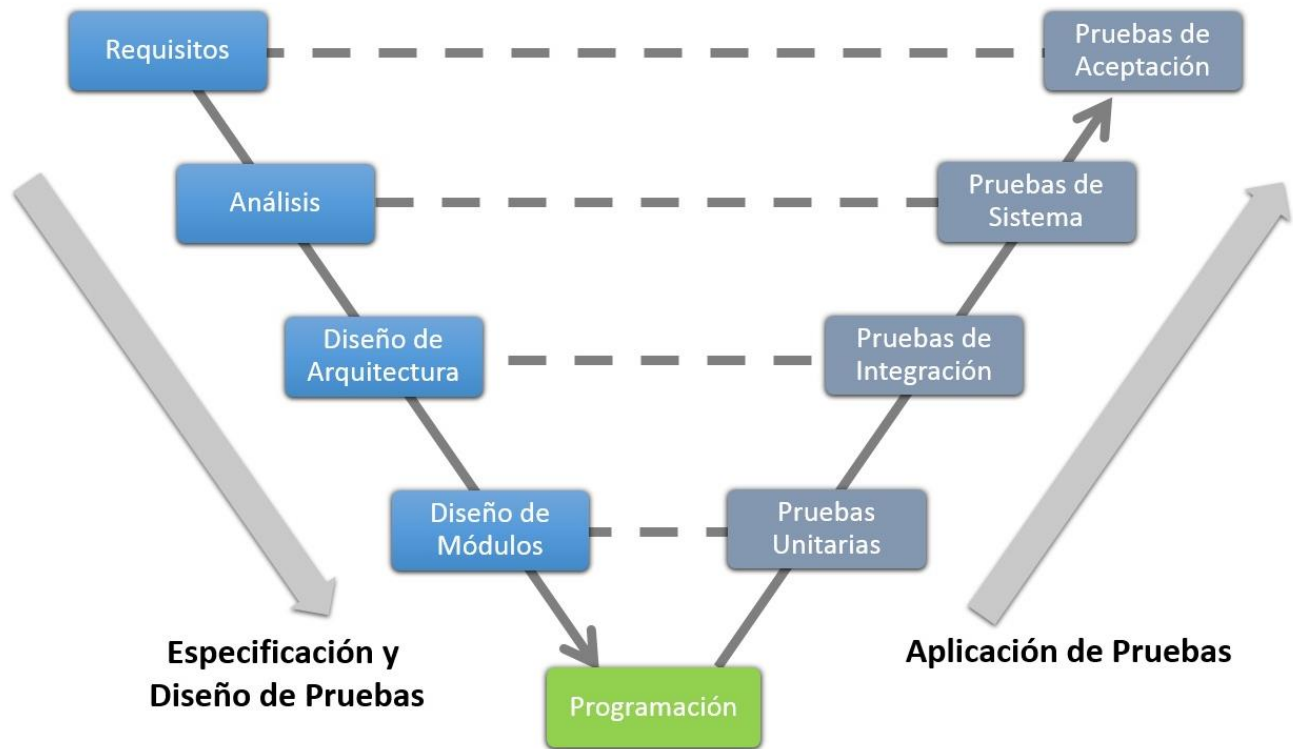 Requisitos
Pruebas de
Aceptación
Análisis
Pruebas de
Sistema
Diseño de
Arquitectura
Pruebas de
Integración
Diseño de
Módulos
Pruebas
Unitarias
Especificación y
Diseño de Pruebas
Aplicación de Pruebas
Programación